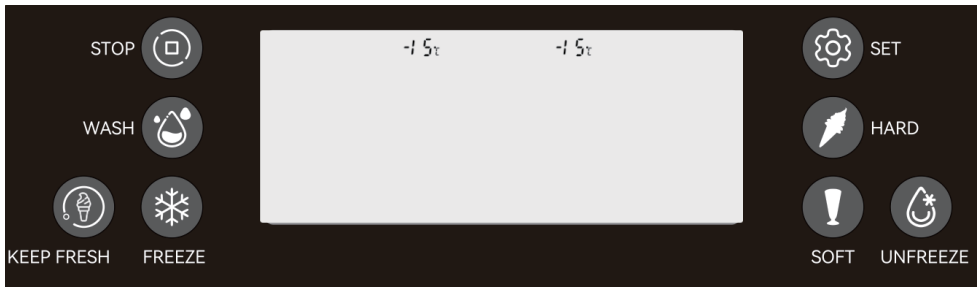 STOP
-15℃ -15℃
SET
WASH
HARD
KEEP FRESH
FREEZE
SOFT
UNFREEZE